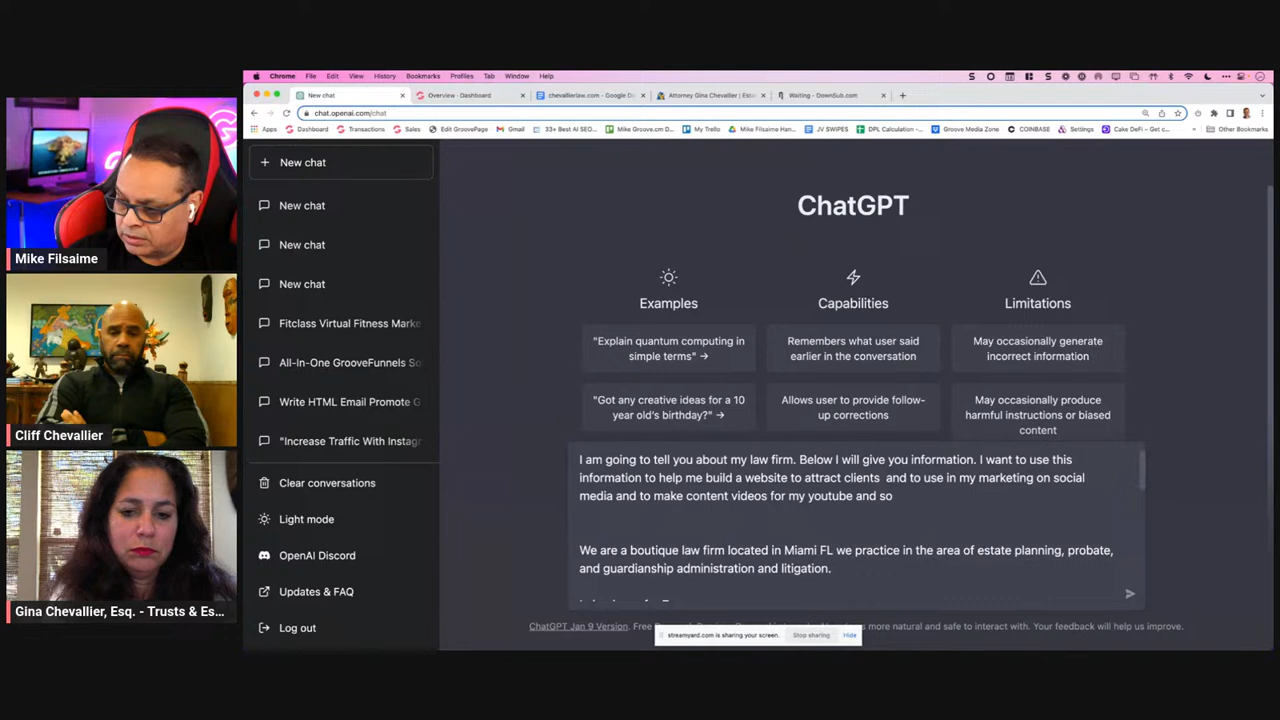 Chrome File Edit View History Bookmarks Profiles Tab Window Help
New chat
Overview - Dashboard
chevallierlaw.com - Google Da
Attorney Gina Chevallier | Esta
Waiting - DownSub.com
chat.openai.com/chat
Apps Dashboard Transactions Sales Edit GroovePage Gmail 33+ Best AI SEO... Mike Groove.cm D... My Trello Mike Filsaime Han... JV SWIPES DPL Calculation -... Groove Media Zone COINBASE Settings Cake DeFi – Get c... Other Bookmarks
New chat
New chat
New chat
New chat
Fitclass Virtual Fitness Marke
All-In-One GrooveFunnels So
Write HTML Email Promote G
"Increase Traffic With Instag
Clear conversations
Light mode
OpenAI Discord
Updates & FAQ
Log out
ChatGPT
Examples
Capabilities
Limitations
"Explain quantum computing in
simple terms" →
Remembers what user said
earlier in the conversation
May occasionally generate
incorrect information
"Got any creative ideas for a 10
year old's birthday?" →
Allows user to provide follow-
up corrections
May occasionally produce
harmful instructions or biased
content
I am going to tell you about my law firm. Below I will give you information. I want to use this
information to help me build a website to attract clients and to use in my marketing on social
media and to make content videos for my youtube and so
We are a boutique law firm located in Miami FL we practice in the area of estate planning, probate,
and guardianship administration and litigation.
ChatGPT Jan 9 Version. Free more natural and safe to interact with. Your feedback will help us improve.
streamyard.com is sharing your screen. Stop sharing Hide
Mike Filsaime
Cliff Chevallier
Gina Chevallier, Esq. - Trusts & Es...